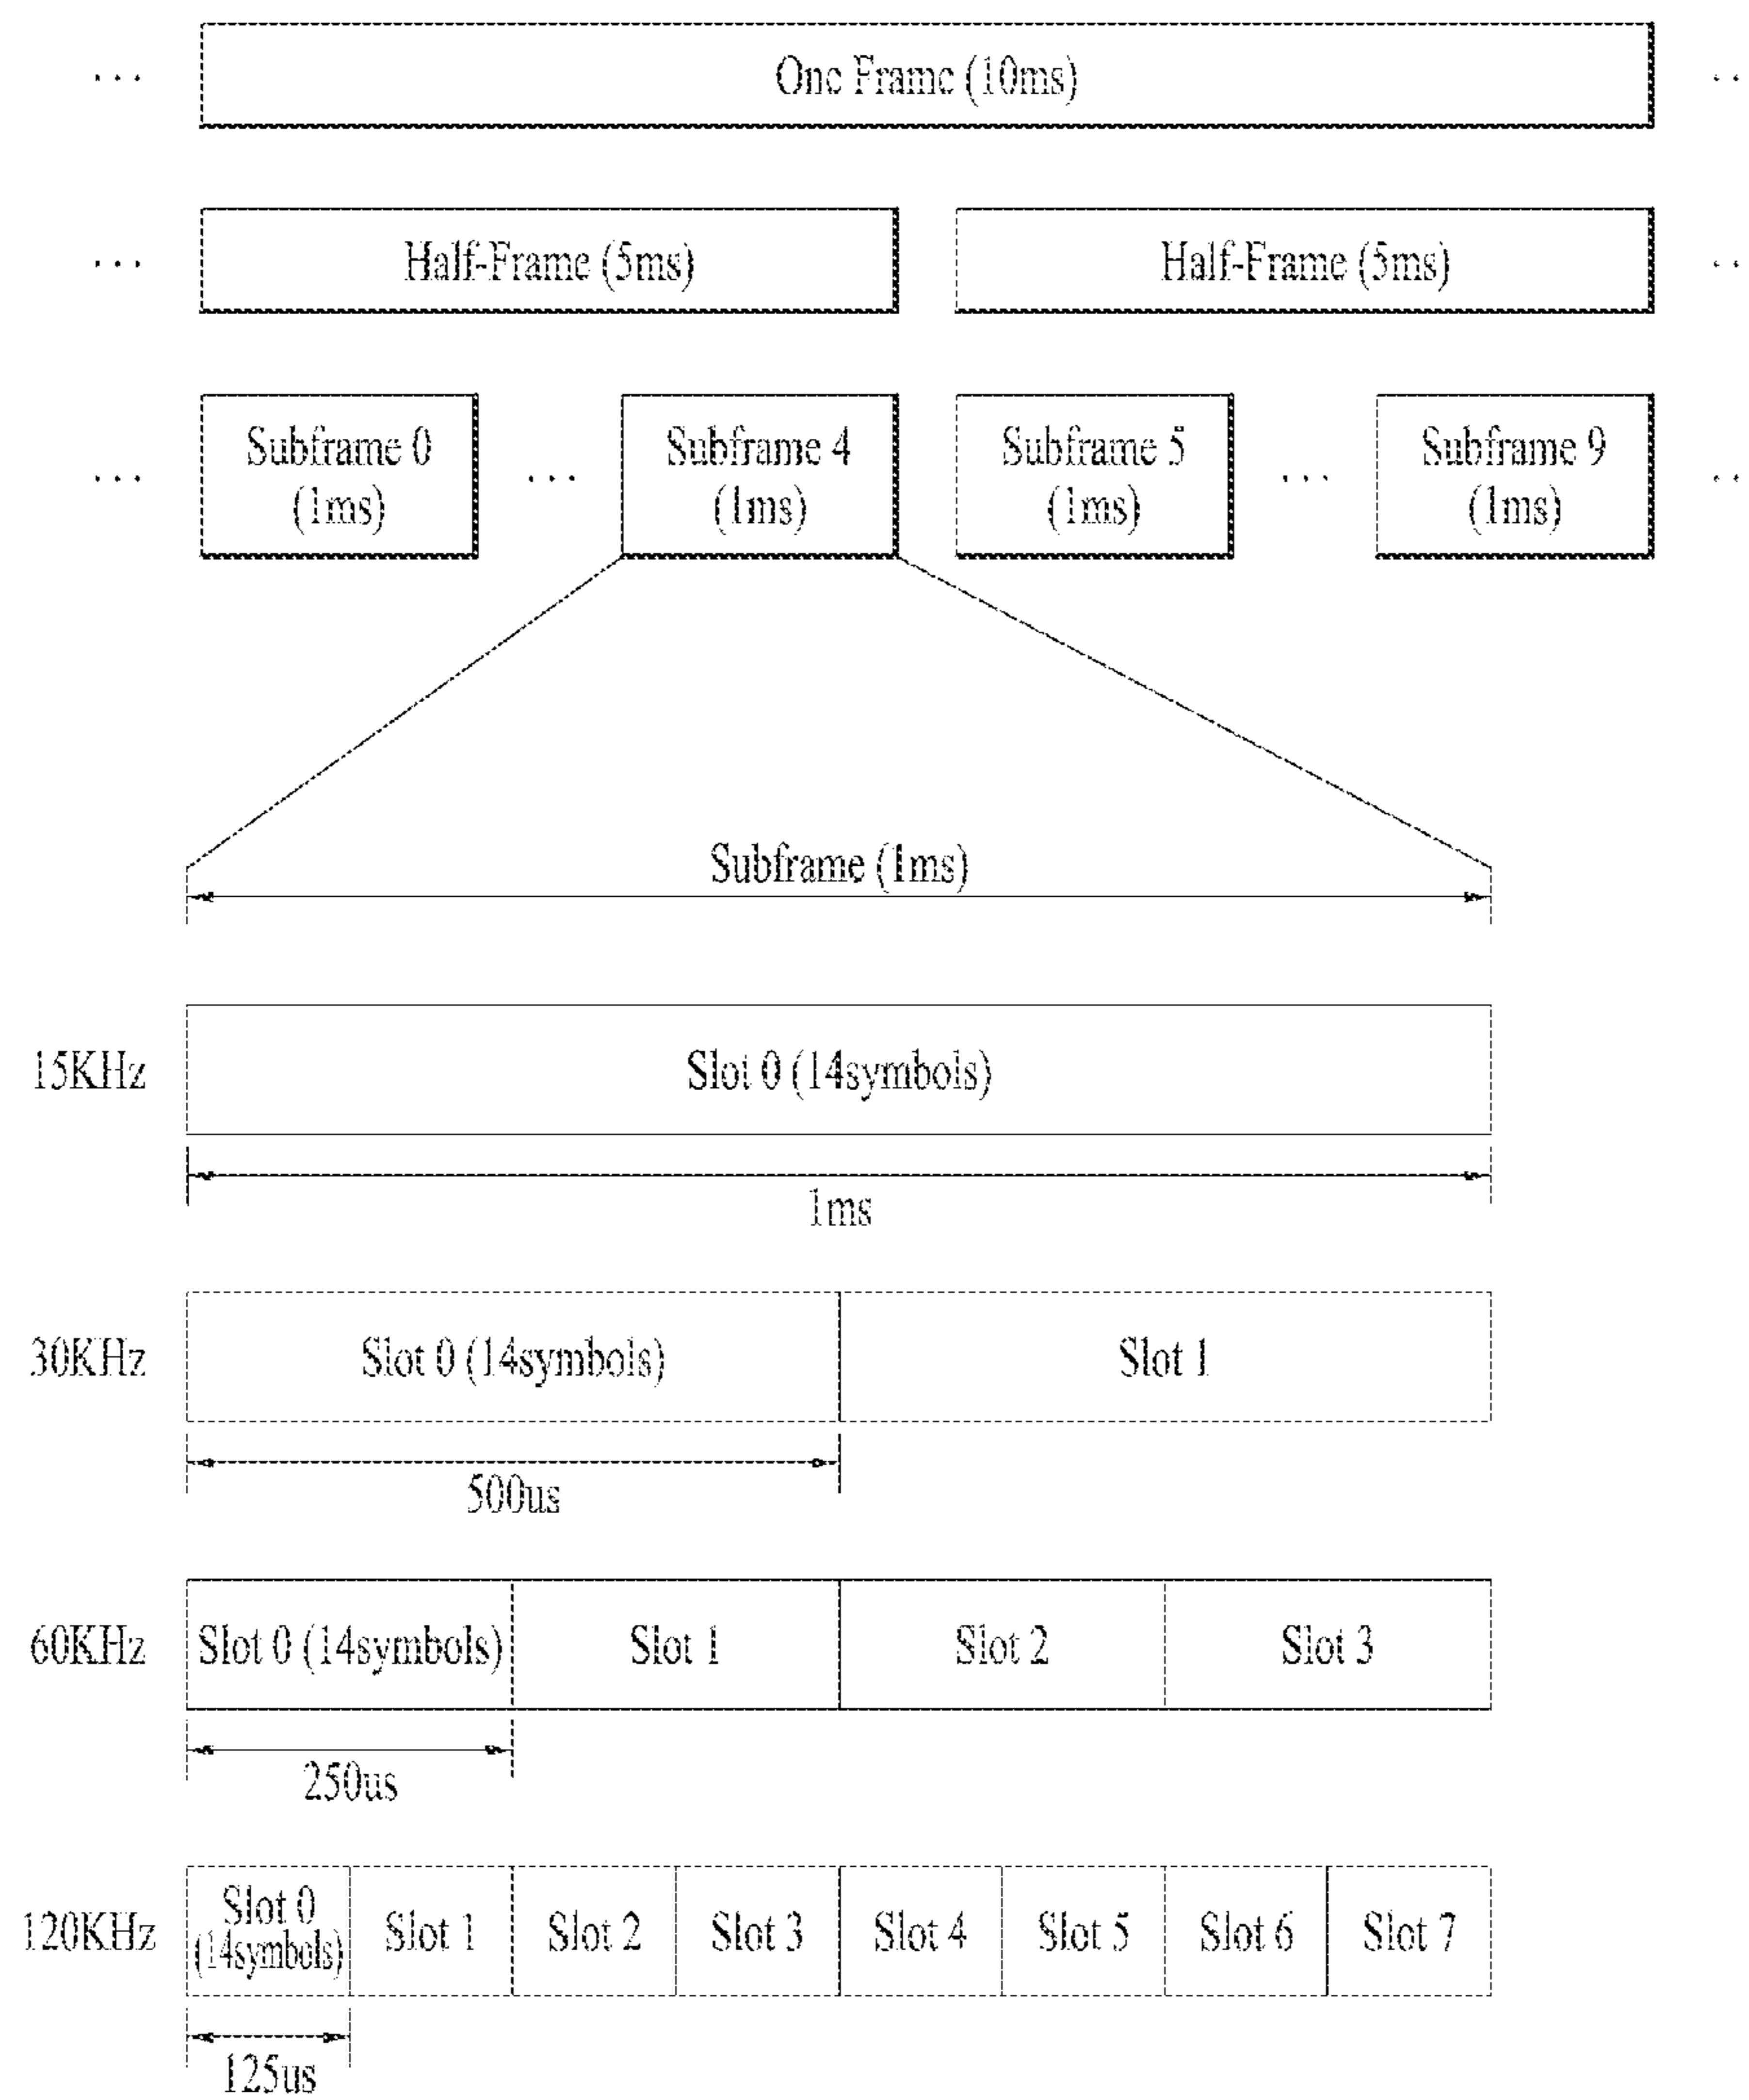 ... One Frame (10ms) ..
... Half-Frame (5ms) Half-Frame (5ms) ..
... Subframe 0 ... Subframe 4 Subframe 5 ... Subframe 9 ..
(1ms) (1ms) (1ms) (1ms)
Subframe (1ms)
15KHz Slot 0 (14symbols)
1ms
30KHz Slot 0 (14symbols) Slot 1
500us
60KHz Slot 0 (14symbols) Slot 1 Slot 2 Slot 3
250us
120KHz Slot 0 Slot 1 Slot 2 Slot 3 Slot 4 Slot 5 Slot 6 Slot 7
(14symbols)
125us